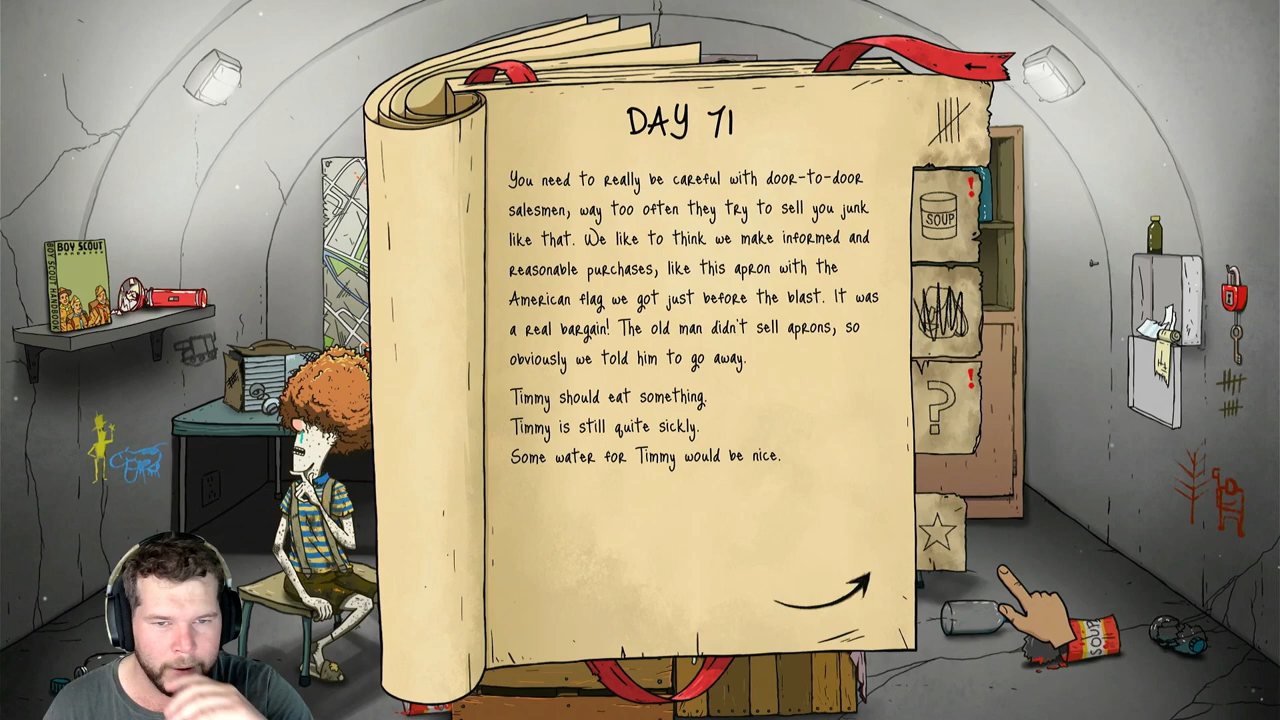 DAY 71
You need to really be careful with door-to-door
salesmen, way too often they try to sell you junk
like that. We like to think we make informed and
reasonable purchases, like this apron with the
American flag we got just before the blast. It was
a real bargain! The old man didn't sell aprons, so
obviously we told him to go away.
Timmy should eat something.
Timmy is still quite sickly.
Some water for Timmy would be nice.
SOUP
!
?
!
BOY SCOUT
HANDBOOK
BOY SCOUT HANDBOOK
SOUP